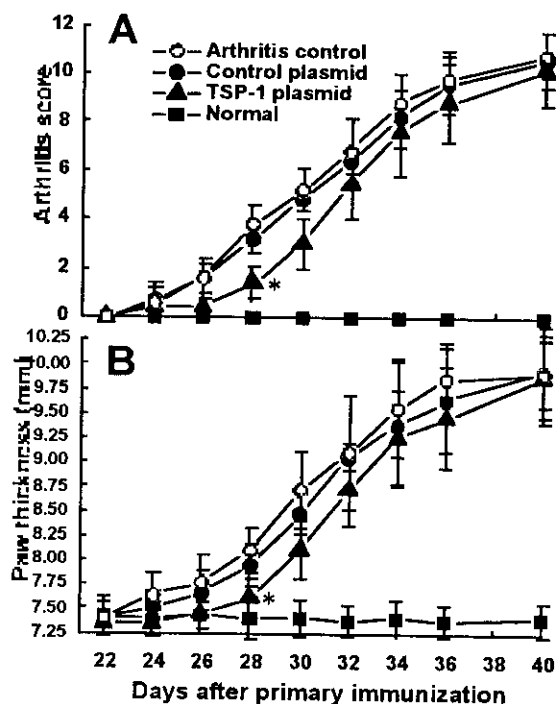 A
Arthritis control
Control plasmid
TSP-1 plasmid
Normal
Arthritis score
12
10
8
6
4
2
0
*
B
Paw thickness (mm)
10.25
10.00
9.75
9.50
9.25
9.00
8.75
8.50
8.25
8.00
7.75
7.50
7.25
*
22 24 26 28 30 32 34 36 38 40
Days after primary immunization